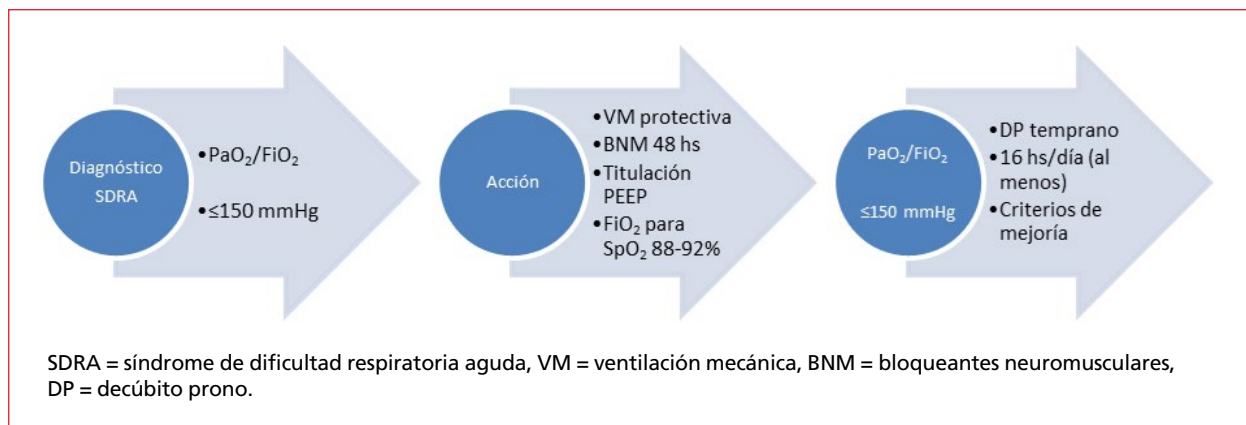 Diagnóstico
SDRA
•PaO₂/FiO₂
•≤150 mmHg
Acción
•VM protectiva
•BNM 48 hs
•Titulación
PEEP
•FiO₂ para
SpO₂ 88-92%
PaO₂/FiO₂
≤150 mmHg
•DP temprano
•16 hs/día (al
menos)
•Criterios de
mejoría
SDRA = síndrome de dificultad respiratoria aguda, VM = ventilación mecánica, BNM = bloqueantes neuromusculares,
DP = decúbito prono.